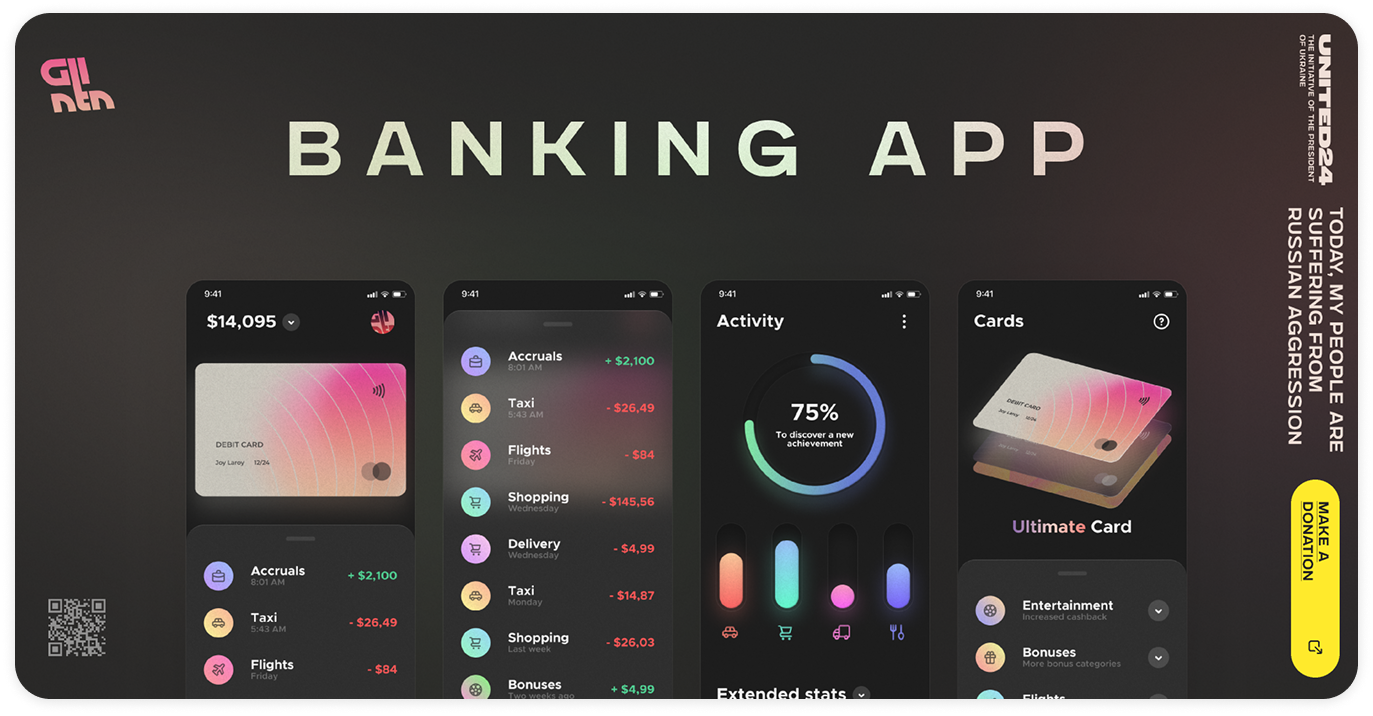 Gll
ntn
BANKING APP
UNITED24
THE INITIATIVE OF THE PRESIDENT
OF UKRAINE
TODAY, MY PEOPLE ARE
SUFFERING FROM
RUSSIAN AGGRESSION
MAKE A
DONATION
9:41
$14,095
DEBIT CARD
Joy Larey 12/24
Accruals + $2,100
8:01 AM
Taxi - $26,49
5:43 AM
Flights - $84
Friday
9:41
Accruals + $2,100
8:01 AM
Taxi - $26,49
5:43 AM
Flights - $84
Friday
Shopping - $145,56
Wednesday
Delivery - $4,99
Wednesday
Taxi - $14,87
Monday
Shopping - $26,03
Last week
Bonuses + $4,99
Two weeks ago
9:41
Activity
75%
To discover a new
achievement
Extended stats
9:41
Cards
DEBIT CARD
Joy Larey 12/24
Ultimate Card
Entertainment
Increased cashback
Bonuses
More bonus categories
Flights